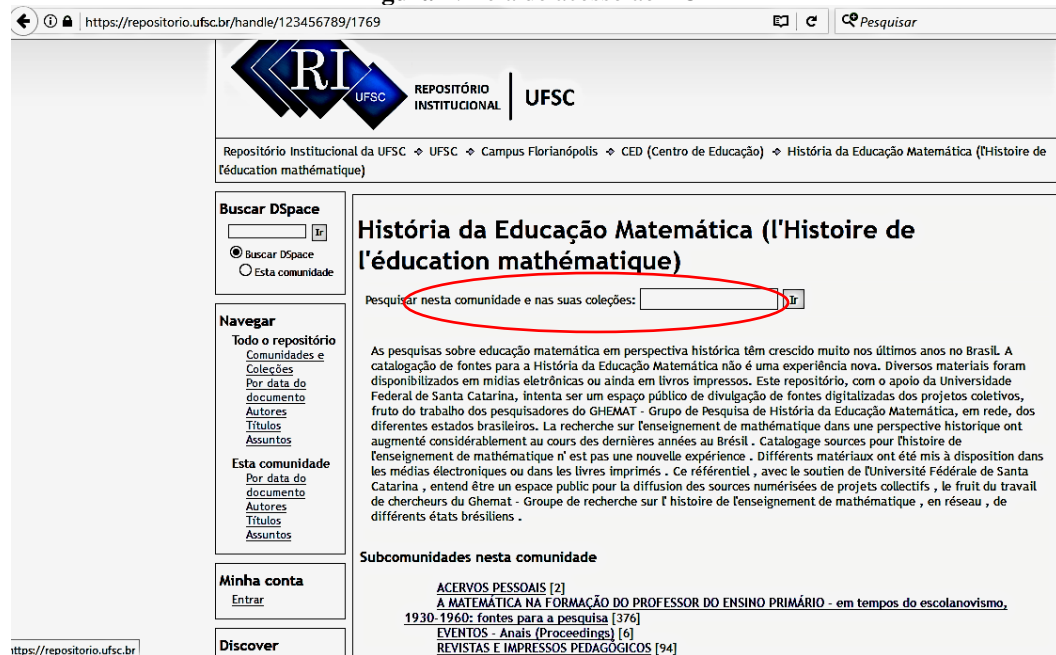 https://repositorio.ufsc.br/handle/123456789/1769
Pesquisar
RI
UFSC
REPOSITÓRIO
INSTITUCIONAL
UFSC
Repositório Institucional da UFSC → UFSC → Campus Florianópolis → CED (Centro de Educação) → História da Educação Matemática (l'Histoire de
l'éducation mathématique)
Buscar DSpace
Ir
Buscar DSpace
Esta comunidade
Navegar
Todo o repositório
Comunidades e
Coleções
Por data do
documento
Autores
Títulos
Assuntos
Esta comunidade
Por data do
documento
Autores
Títulos
Assuntos
Minha conta
Entrar
Discover
https://repositorio.ufsc.br
História da Educação Matemática (l'Histoire de
l'éducation mathématique)
Pesquisar nesta comunidade e nas suas coleções:
Ir
As pesquisas sobre educação matemática em perspectiva histórica têm crescido muito nos últimos anos no Brasil. A
catalogação de fontes para a História da Educação Matemática não é uma experiência nova. Diversos materiais foram
disponibilizados em mídias eletrônicas ou ainda em livros impressos. Este repositório, com o apoio da Universidade
Federal de Santa Catarina, intenta ser um espaço público de divulgação de fontes digitalizadas dos projetos coletivos,
fruto do trabalho dos pesquisadores do GHEMAT - Grupo de Pesquisa de História da Educação Matemática, em rede, dos
diferentes estados brasileiros. La recherche sur l'enseignement de mathématique dans une perspective historique ont
augmenté considérablement au cours des dernières années au Brésil . Catalogage sources pour l'histoire de
l'enseignement de mathématique n' est pas une nouvelle expérience . Différents matériaux ont été mis à disposition dans
les médias électroniques ou dans les livres imprimés . Ce référentiel , avec le soutien de l'Université Fédérale de Santa
Catarina , entend être un espace public pour la diffusion des sources numérisées de projets collectifs , le fruit du travail
de chercheurs du Ghemat - Groupe de recherche sur l' histoire de l'enseignement de mathématique , en réseau , de
différents états brésiliens .
Subcomunidades nesta comunidade
ACERVOS PESSOAIS [2]
A MATEMÁTICA NA FORMAÇÃO DO PROFESSOR DO ENSINO PRIMÁRIO - em tempos do escolanovismo,
1930-1960: fontes para a pesquisa [376]
EVENTOS - Anais (Proceedings) [6]
REVISTAS E IMPRESSOS PEDAGÓGICOS [94]